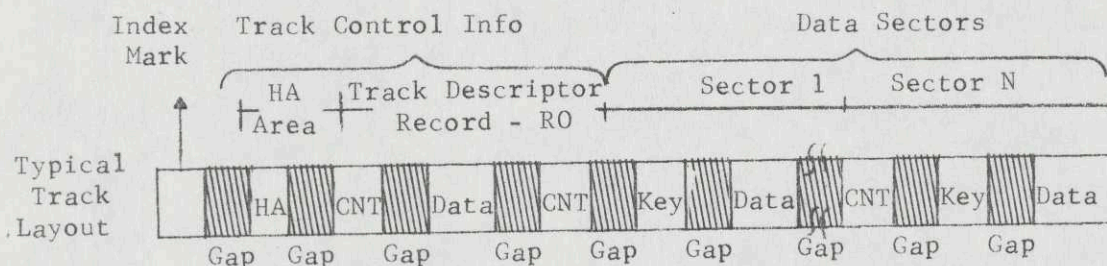 Index Track Control Info Data Sectors
Mark
HA Track Descriptor Sector 1 Sector N
Area Record - RO
Typical
Track HA CNT Data CNT Key Data CNT Key Data
Layout
Gap Gap Gap Gap Gap Gap Gap Gap Gap